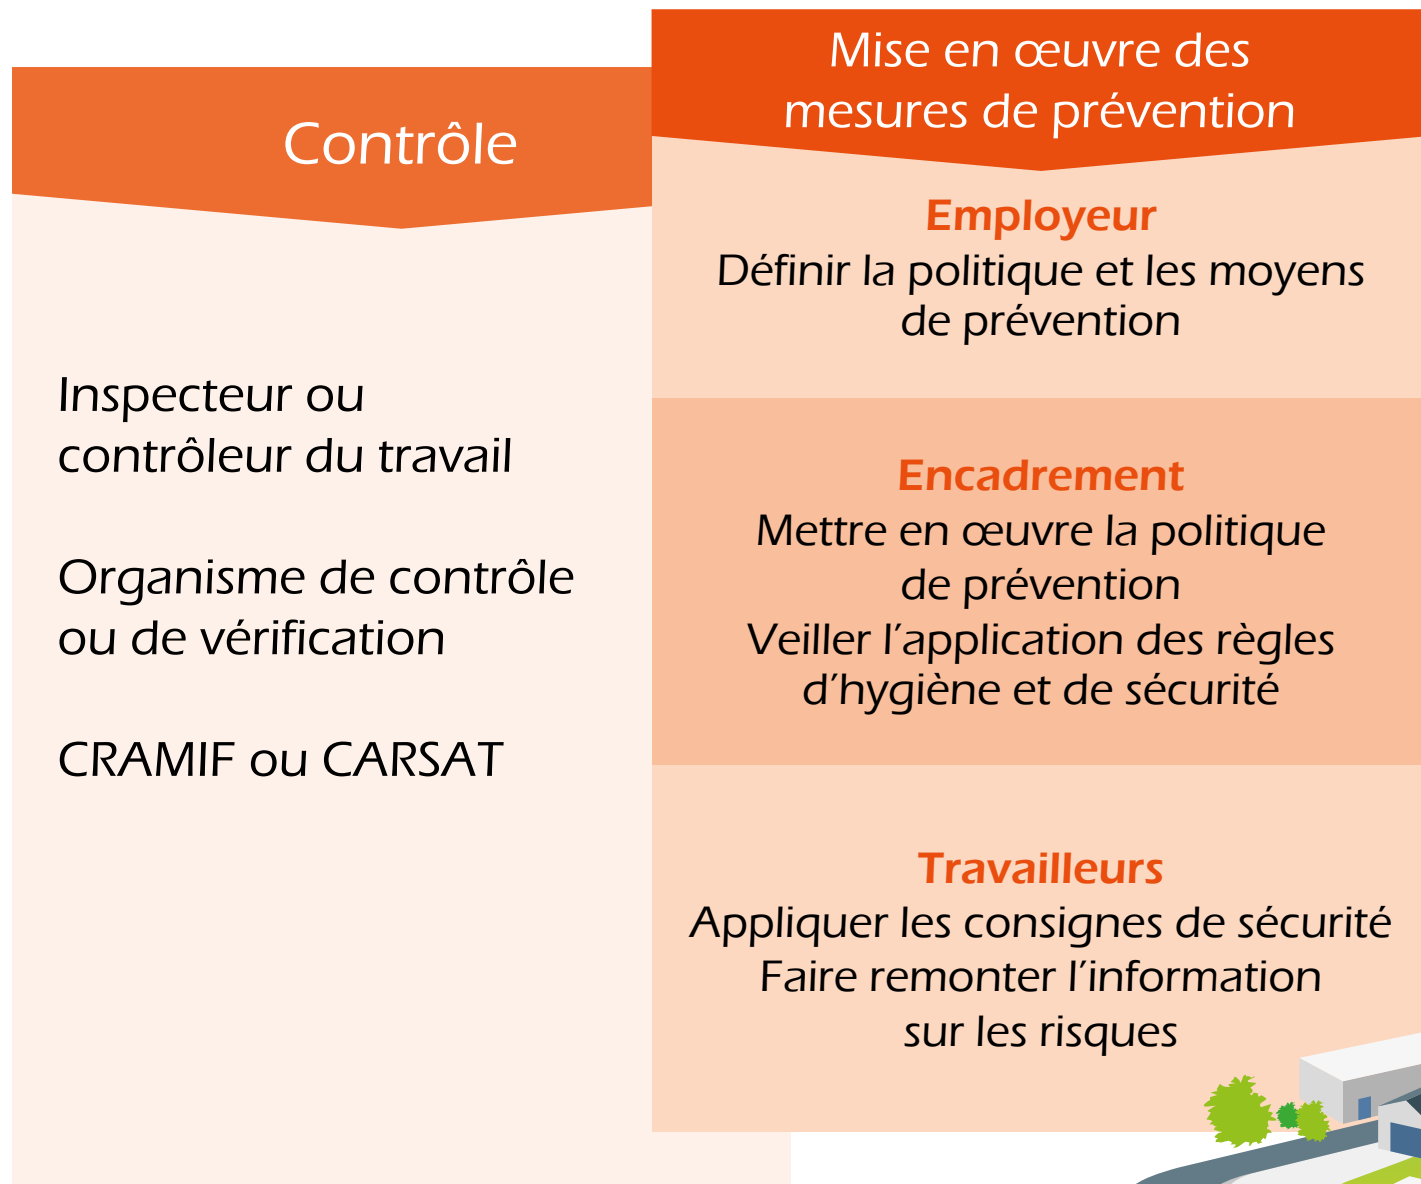 Contrôle
Inspecteur ou
contrôleur du travail
Organisme de contrôle
ou de vérification
CRAMIF ou CARSAT
Mise en œuvre des
mesures de prévention
Employeur
Définir la politique et les moyens
de prévention
Encadrement
Mettre en œuvre la politique
de prévention
Veiller l’application des règles
d’hygiène et de sécurité
Travailleurs
Appliquer les consignes de sécurité
Faire remonter l’information
sur les risques